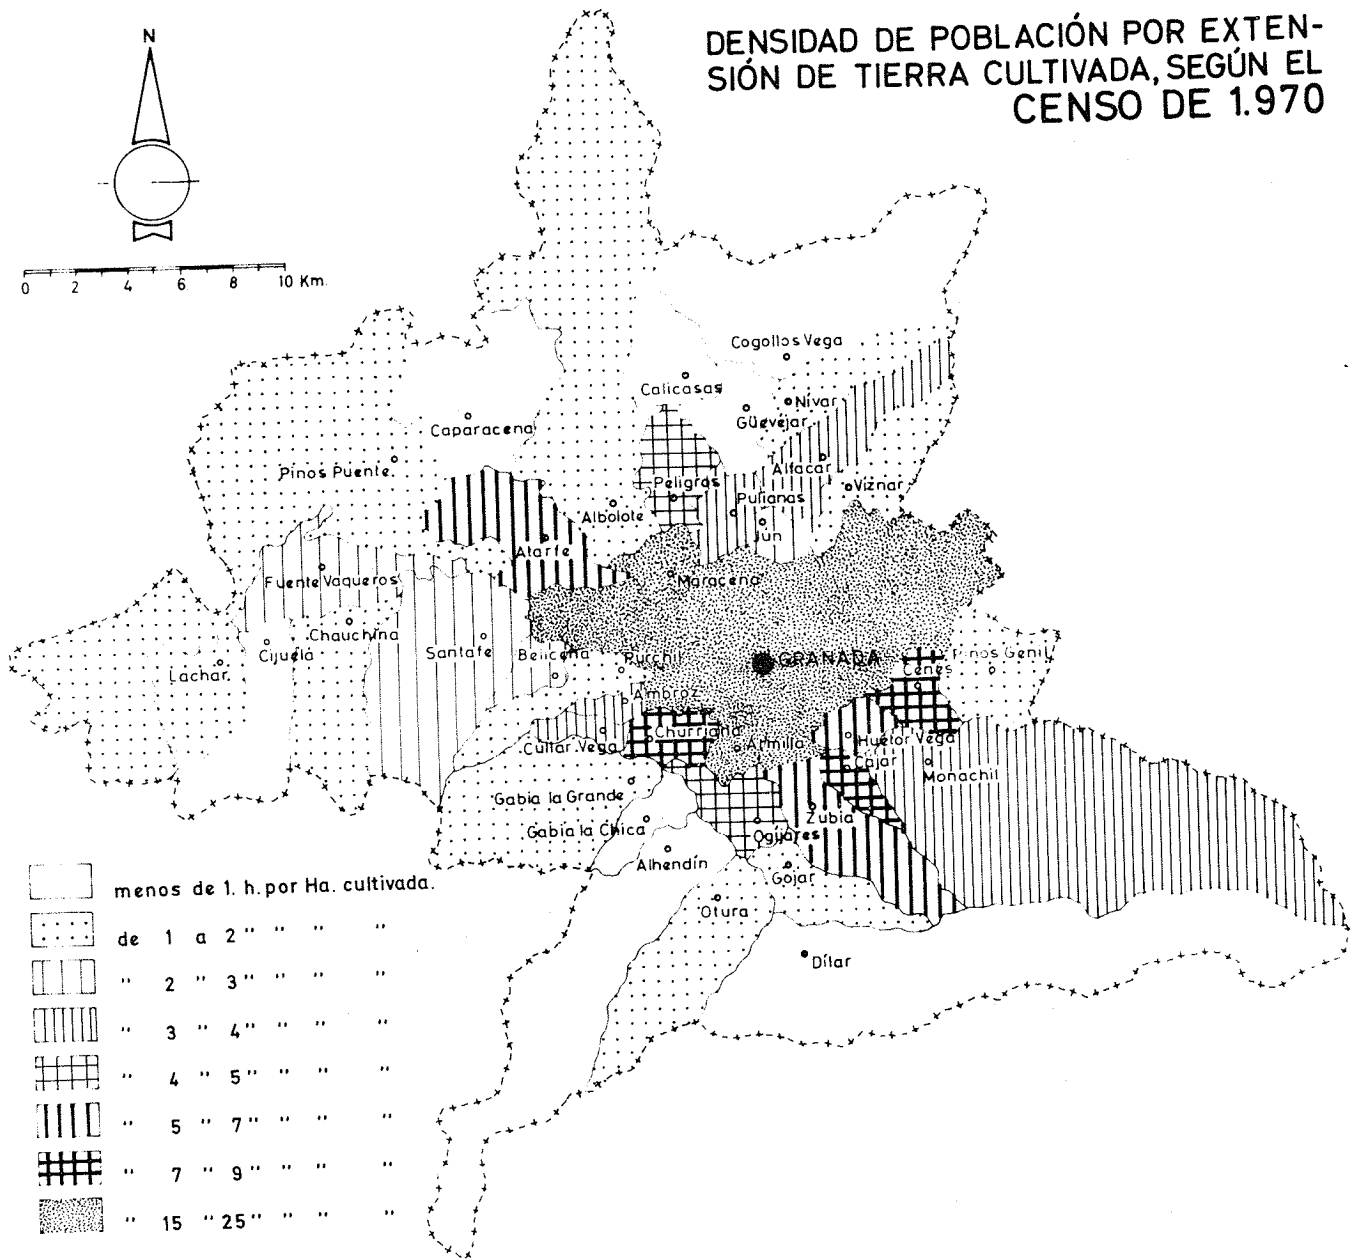 DENSIDAD DE POBLACIÓN POR EXTEN-
SIÓN DE TIERRA CULTIVADA, SEGÚN EL
CENSO DE 1.970
N
0 2 4 6 8 10 Km.
Cogollos Vega
Calicasas
Nívar
Güevejar
Caparacena
Pinos Puente
Alfacar
Peligros
Víznar
Pulianas
Albolote
Jun
Atarfe
Maracena
Fuente Vaqueros
Chauchina
Cijuela
Santafe
Belicena
Purchil
GRANADA
Pinos Genil
Lachar
Cenes
Ambroz
Churriana
Cullar Vega
Armilla
Huetor Vega
Cajar
Monachil
Gabia la Grande
Zubia
Gabia la Chica
Ogíjares
Alhendín
Gojar
Otura
Dílar
menos de 1. h. por Ha. cultivada.
de 1 a 2 " " " "
" 2 " 3 " " " "
" 3 " 4 " " " "
" 4 " 5 " " " "
" 5 " 7 " " " "
" 7 " 9 " " " "
" 15 " 25 " " " "